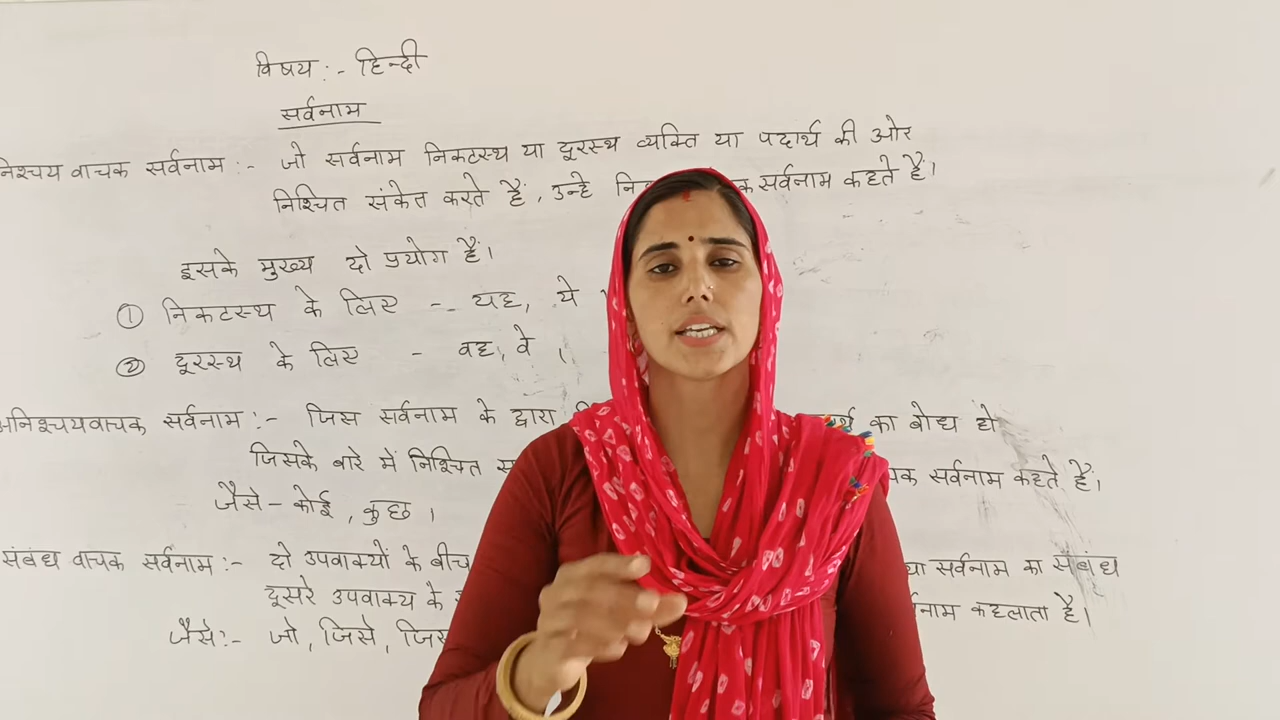 विषय :- हिन्दी
सर्वनाम
निश्चय वाचक सर्वनाम :- जो सर्वनाम निकटस्थ या दूरस्थ व्यक्ति या पदार्थ की ओर
निश्चित संकेत करते हैं, उन्हे सर्वनाम कहते हैं।
इसके मुख्य दो प्रयोग हैं।
① निकटस्थ के लिए - यह, ये
② दूरस्थ के लिए - वह, वे ।
अनिश्चयवाचक सर्वनाम :- जिस सर्वनाम के द्वारा का बोध हो
जिसके बारे में निश्चित सर्वनाम कहते हैं।
जैसे - कोई, कुछ ।
संबंध वाचक सर्वनाम :- दो उपवाक्यों के बीच या सर्वनाम का संबंध
दूसरे उपवाक्य के कहलाता है।
जैसे :- जो, जिसे,